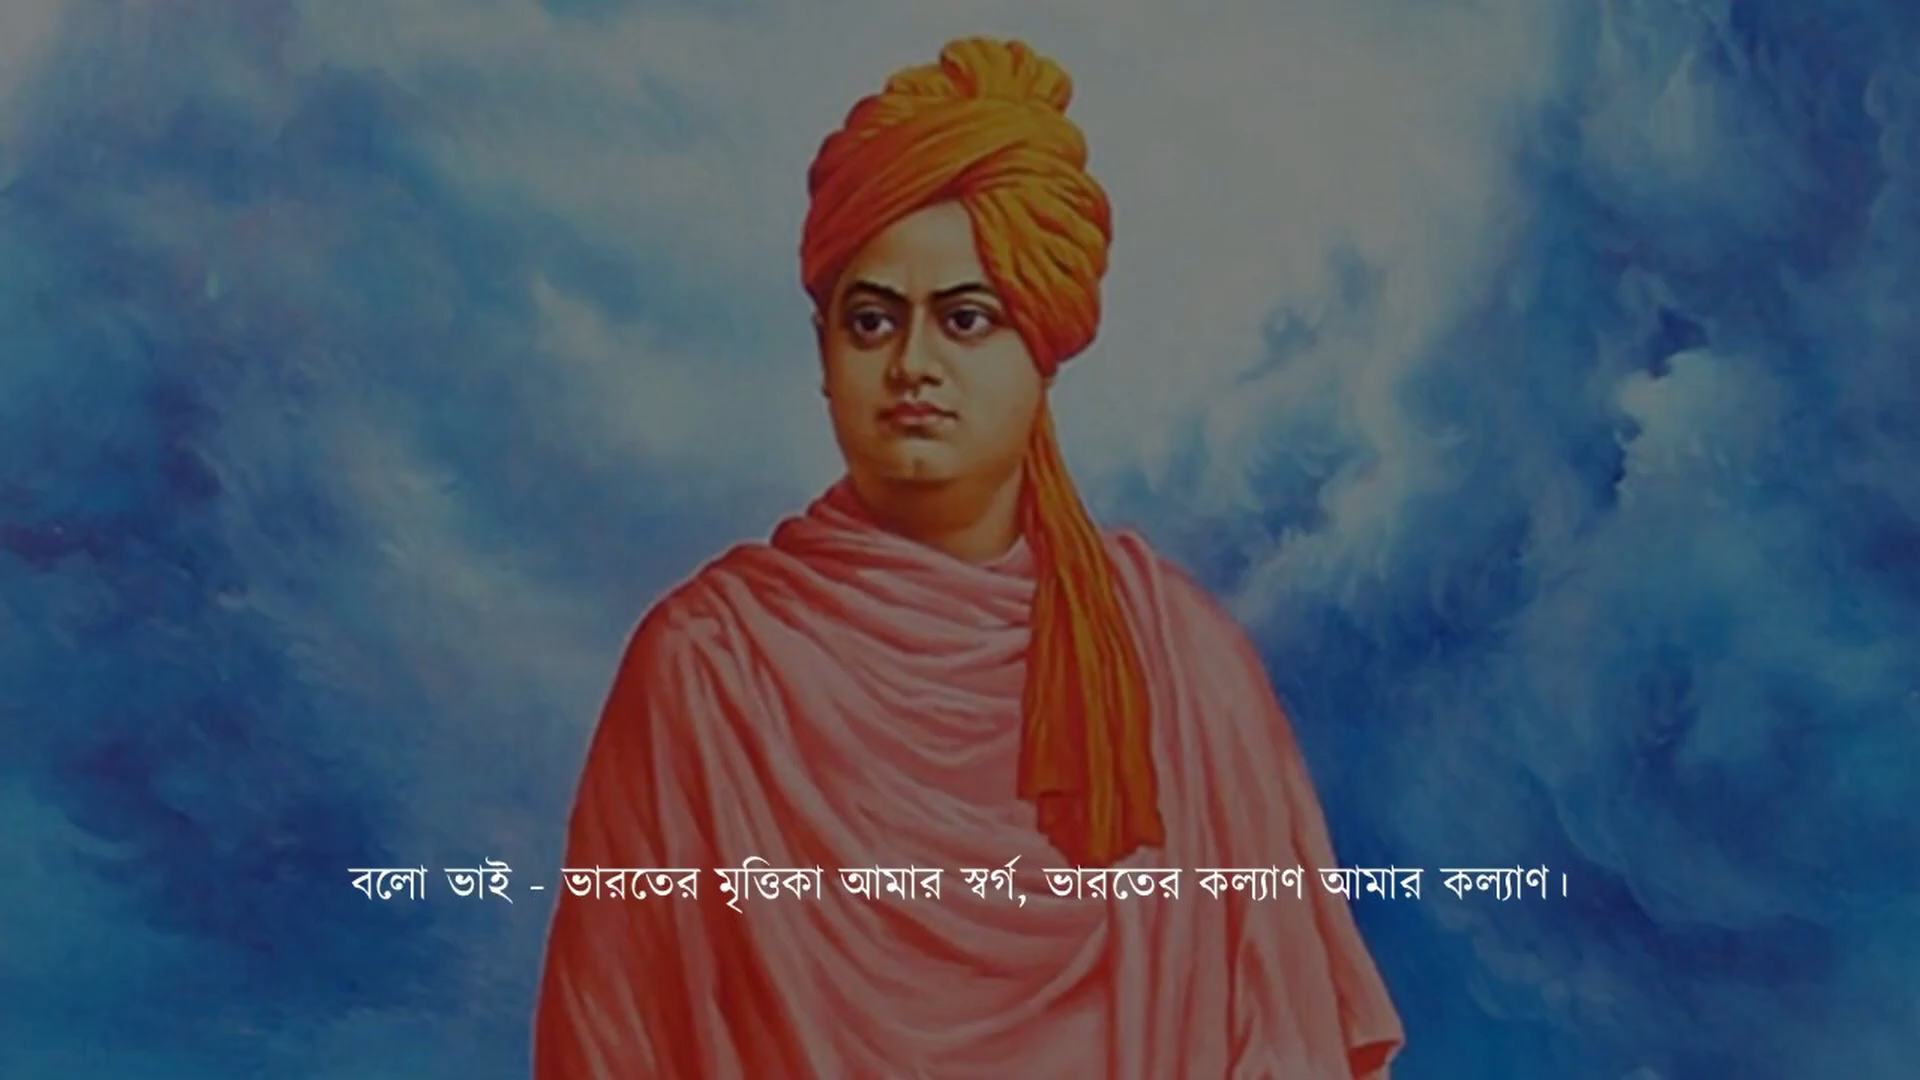 বলো ভাই - ভারতের মৃত্তিকা আমার স্বর্গ, ভারতের কল্যাণ আমার কল্যাণ।